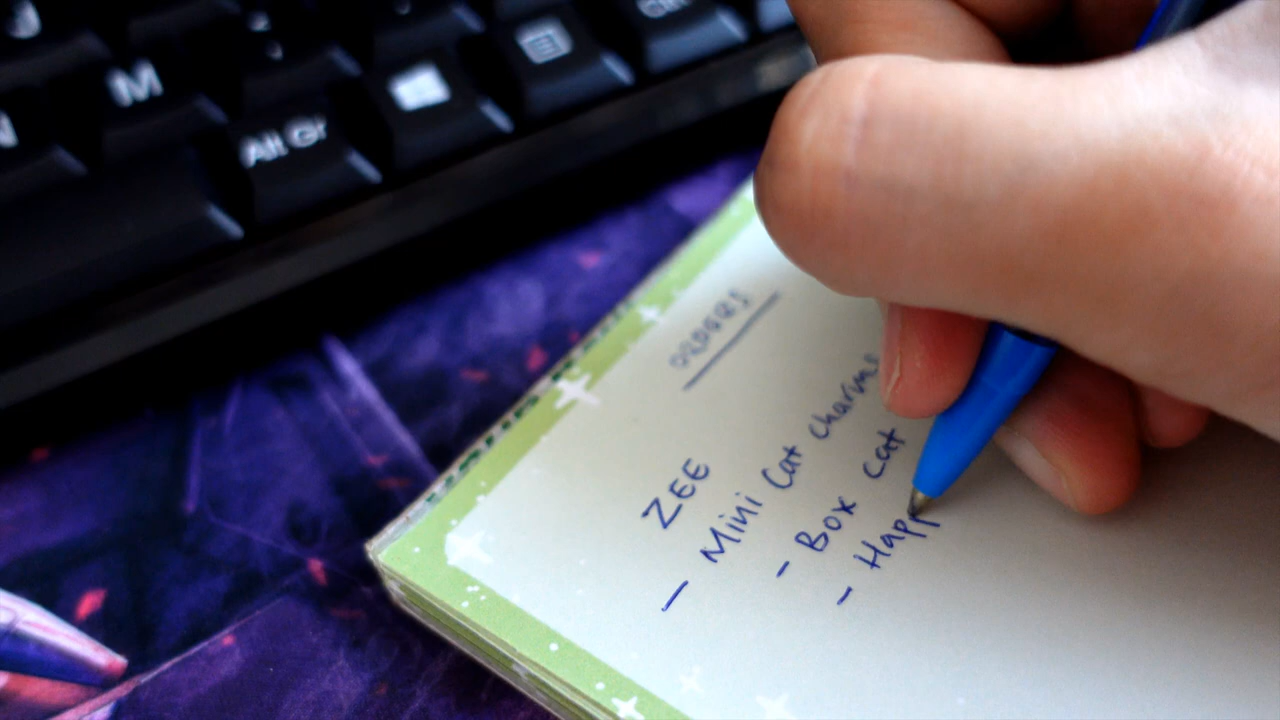 M
Alt Gr
ORDERS
ZEE
- Mini Cat Charms
- Box cat
- Happ